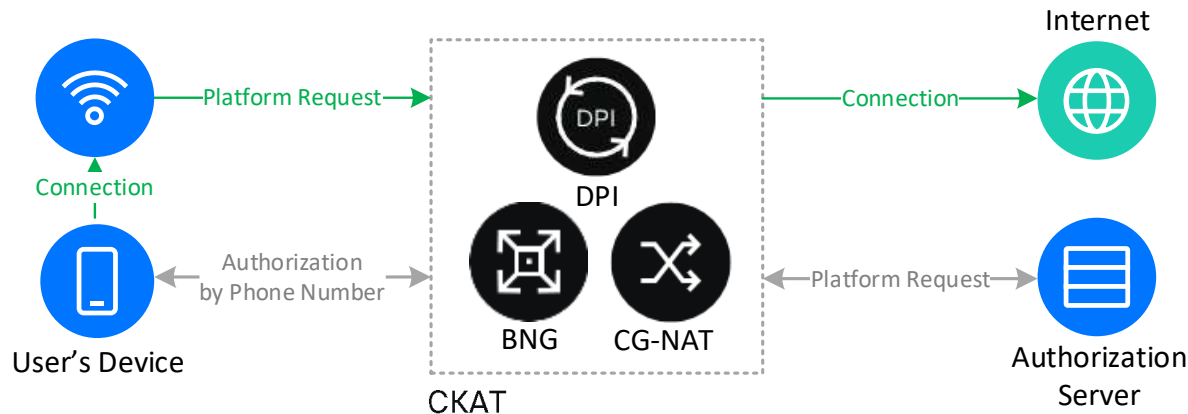 Internet
Platform Request
DPI
Connection
DPI
Connection
Authorization
by Phone Number
Platform Request
BNG
CG-NAT
User’s Device
Authorization
Server
СКАТ